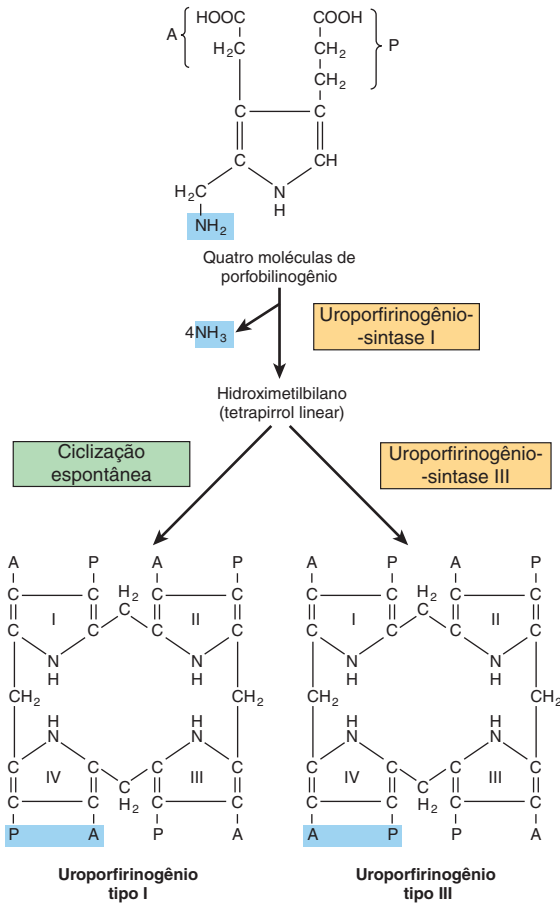 HOOC COOH
A H₂C CH₂ P
CH₂
C C
C CH
H₂C N
H
NH₂
Quatro moléculas de
porfobilinogênio
4NH₃
Uroporfirinogênio-
-sintase I
Hidroximetilbilano
(tetrapirrol linear)
Ciclização
espontânea
Uroporfirinogênio-
-sintase III
A P A P
C C H₂ C C
I C II
C C C C
N N
H H
CH₂ CH₂
H H
N N
C C C C
IV C III
C C H₂ C C
P A P A
Uroporfirinogênio
tipo I
A P A P
C C H₂ C C
I C II
C C C C
N N
H H
CH₂ CH₂
H H
N N
C C C C
IV C III
C C H₂ C C
A P P A
Uroporfirinogênio
tipo III